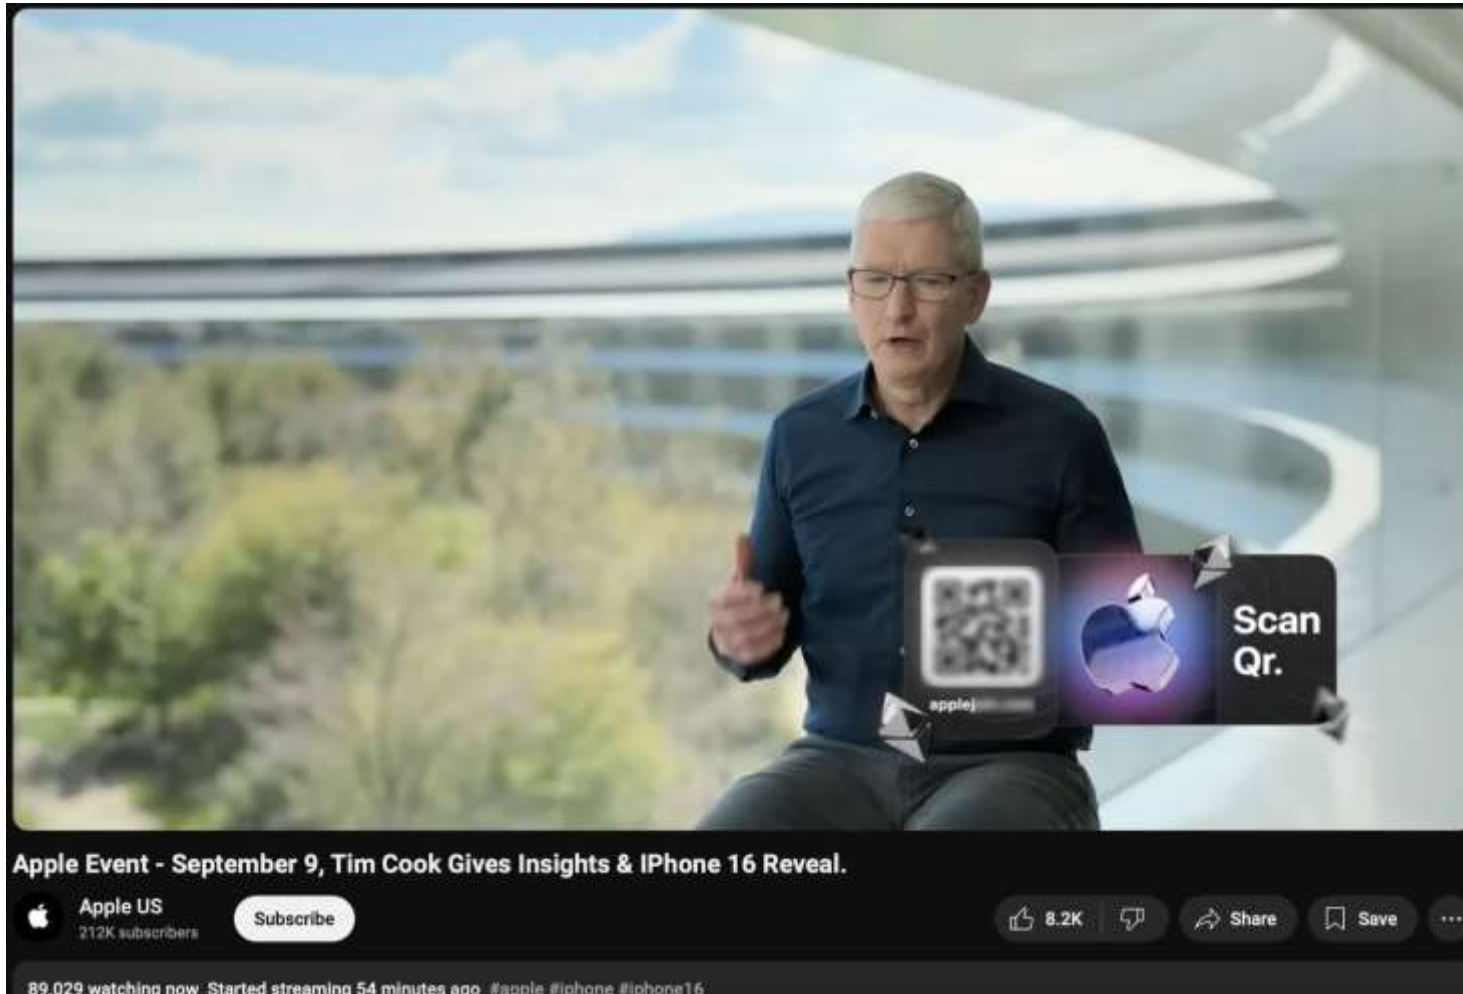 Scan
Qr.
Apple Event - September 9, Tim Cook Gives Insights & IPhone 16 Reveal.
Apple US
212K subscribers
Subscribe
8.2K
Share
Save
89,029 watching now Started streaming 54 minutes ago #apple #iphone #iphone16